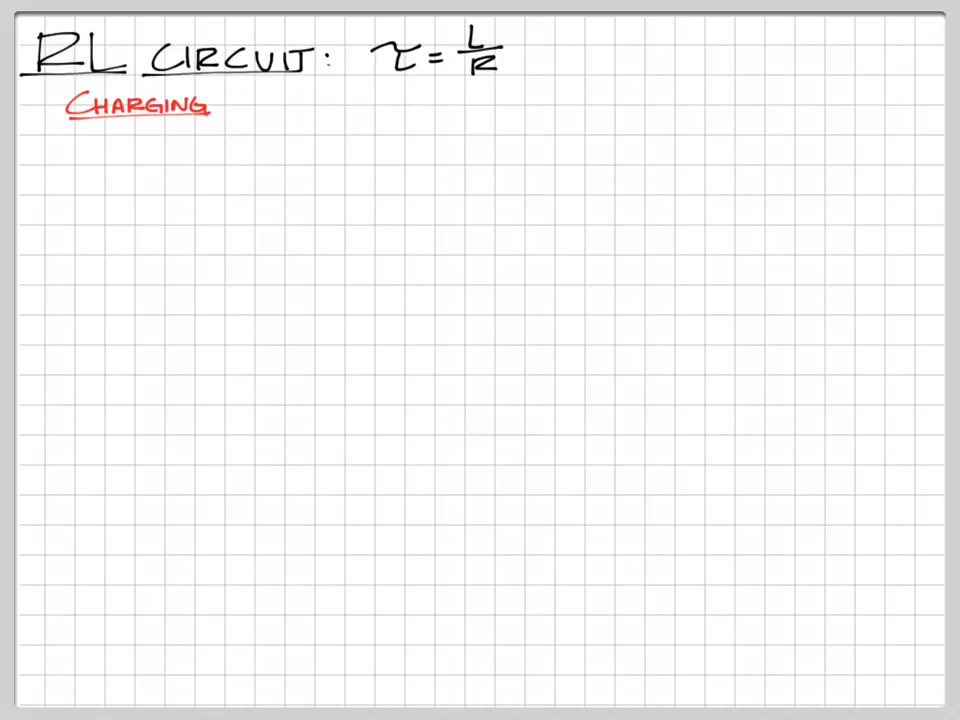 RL CIRCUIT: τ = L/R
CHARGING